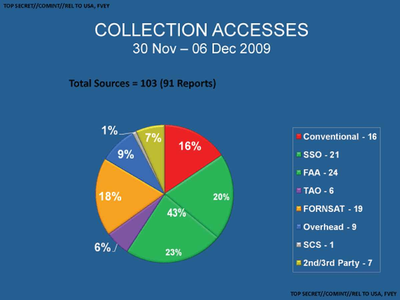 TOP SECRET//COMINT//REL TO USA, FVEY
COLLECTION ACCESSES
30 Nov – 06 Dec 2009
Total Sources = 103 (91 Reports)
1%
7%
16%
9%
20%
18%
43%
6%
23%
Conventional - 16
SSO - 21
FAA - 24
TAO - 6
FORNSAT - 19
Overhead - 9
SCS - 1
2nd/3rd Party - 7
TOP SECRET//COMINT//REL TO USA, FVEY